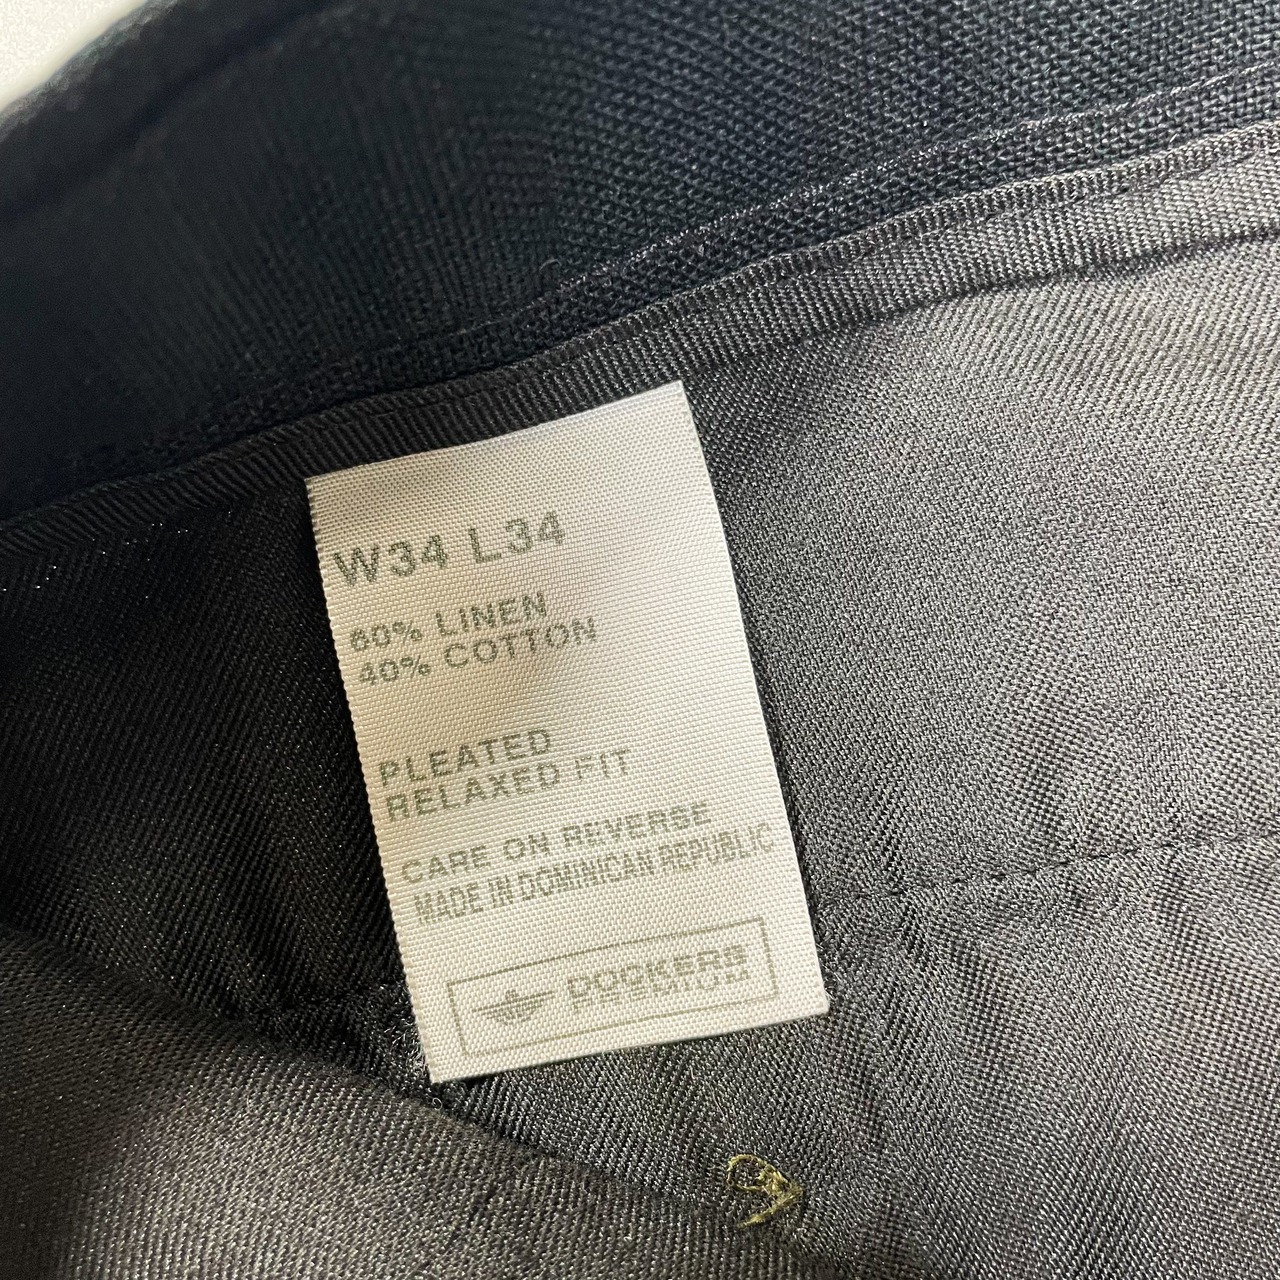 W34 L34
60% LINEN
40% COTTON
PLEATED
RELAXED FIT
CARE ON REVERSE
MADE IN DOMINICAN REPUBLIC
DOCKERS
PREMIUM